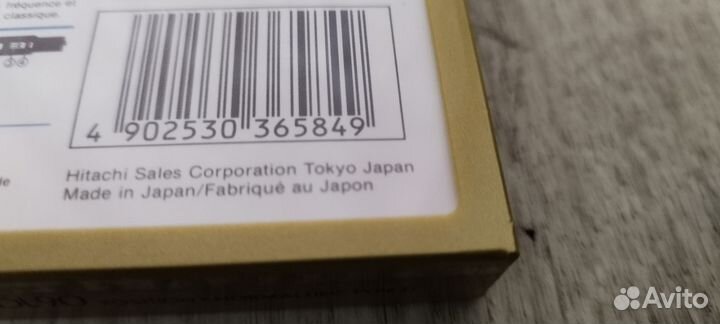 fréquence et
classique.
4 902530 365849
Hitachi Sales Corporation Tokyo Japan
Made in Japan/Fabriqué au Japon
Avito